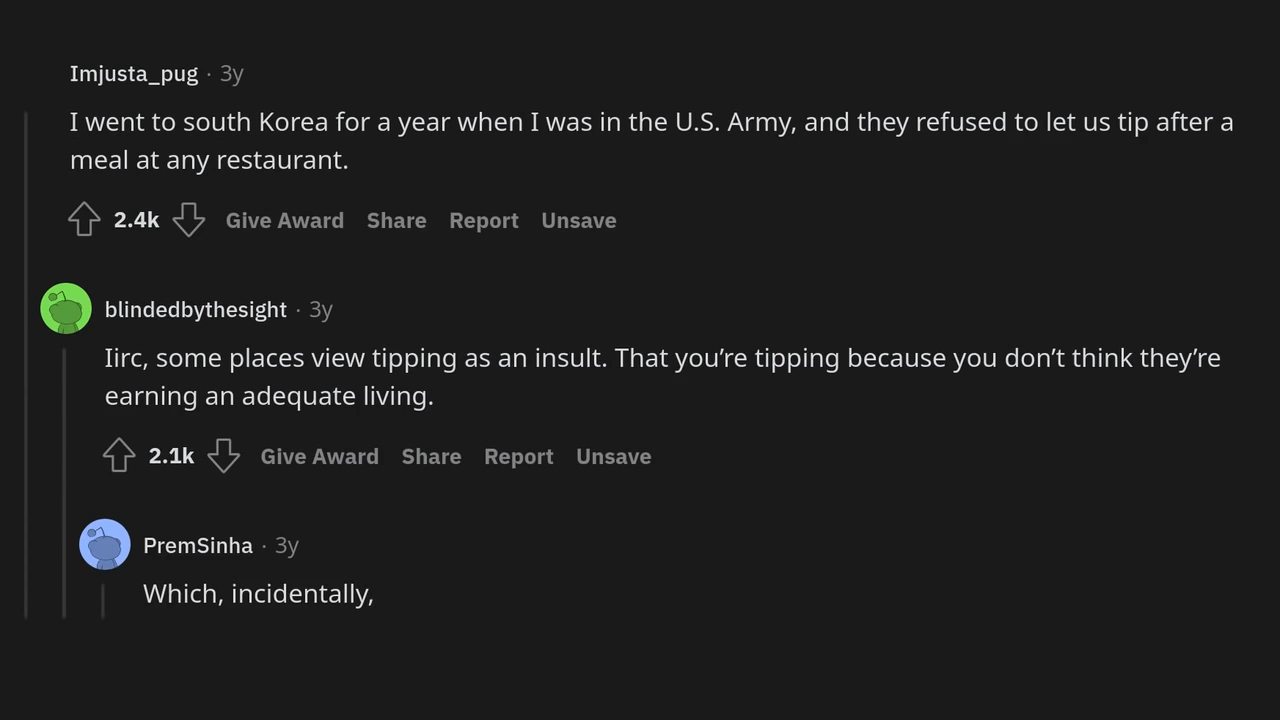 Imjusta_pug · 3y
I went to south Korea for a year when I was in the U.S. Army, and they refused to let us tip after a
meal at any restaurant.
2.4k Give Award Share Report Unsave
blindedbythesight · 3y
Iirc, some places view tipping as an insult. That you’re tipping because you don’t think they’re
earning an adequate living.
2.1k Give Award Share Report Unsave
PremSinha · 3y
Which, incidentally,